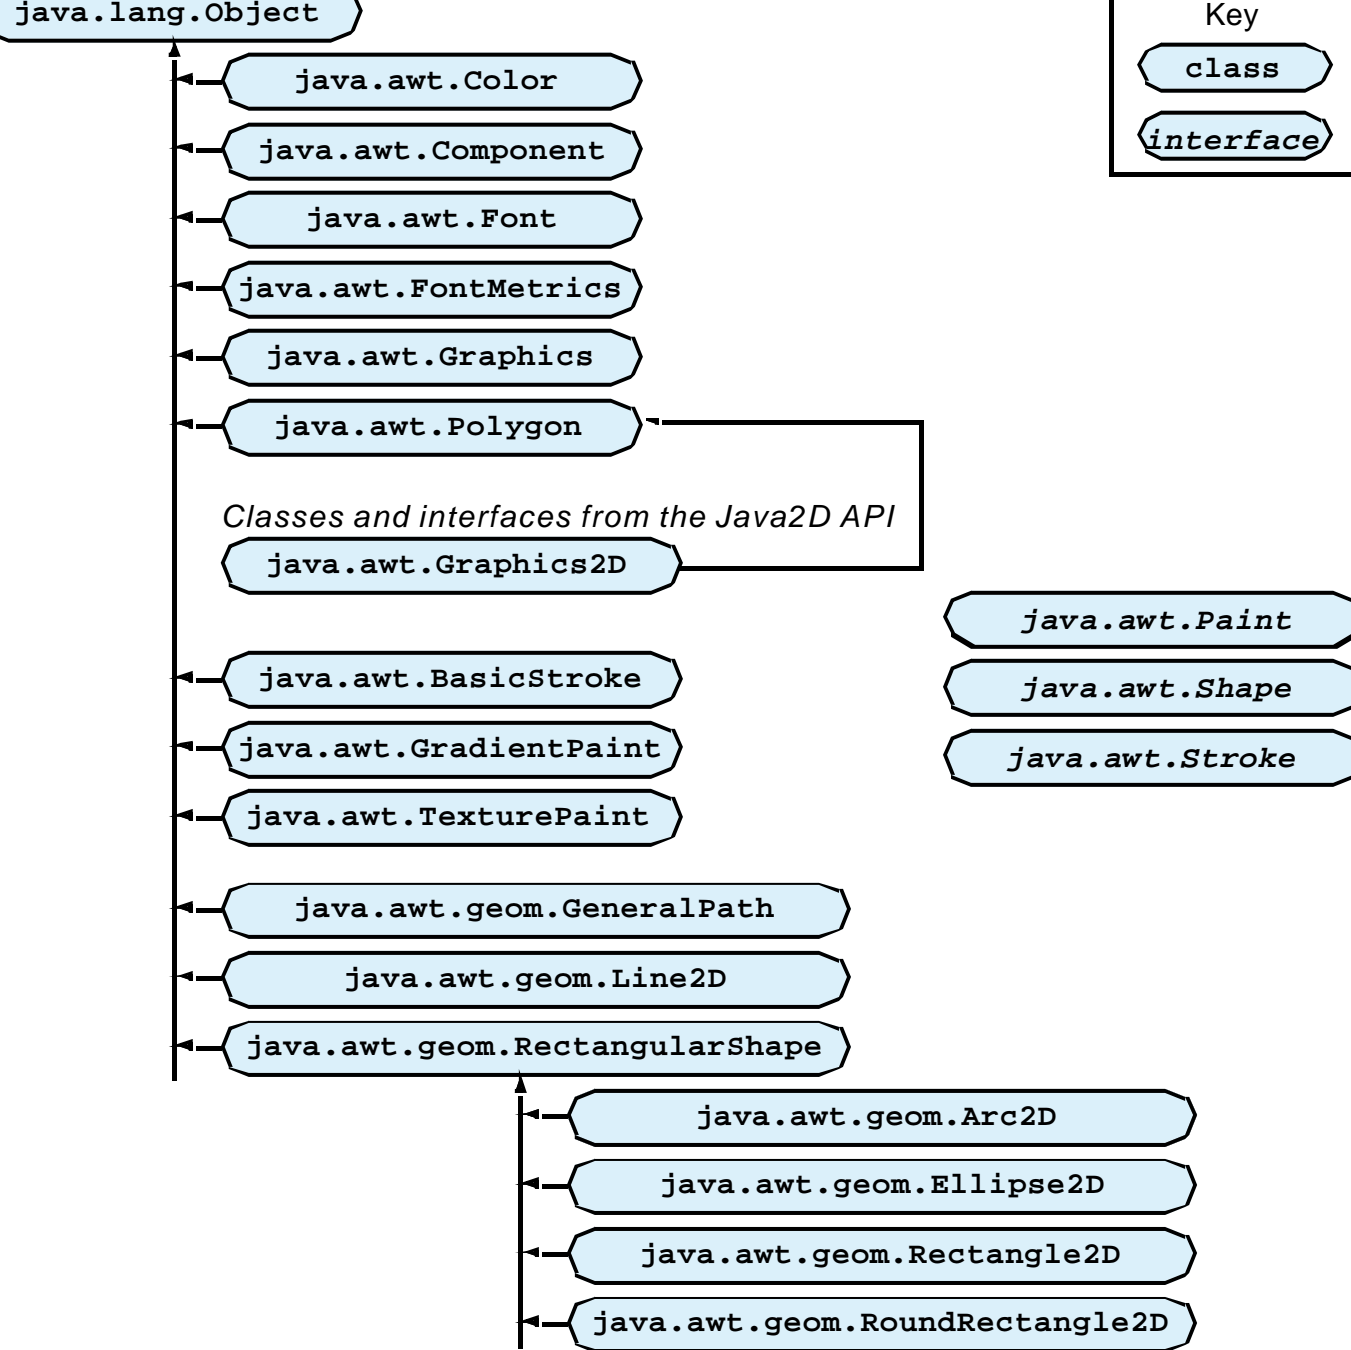 java.lang.Object
Key
class
interface
java.awt.Color
java.awt.Component
java.awt.Font
java.awt.FontMetrics
java.awt.Graphics
java.awt.Polygon
Classes and interfaces from the Java2D API
java.awt.Graphics2D
java.awt.Paint
java.awt.Shape
java.awt.Stroke
java.awt.BasicStroke
java.awt.GradientPaint
java.awt.TexturePaint
java.awt.geom.GeneralPath
java.awt.geom.Line2D
java.awt.geom.RectangularShape
java.awt.geom.Arc2D
java.awt.geom.Ellipse2D
java.awt.geom.Rectangle2D
java.awt.geom.RoundRectangle2D